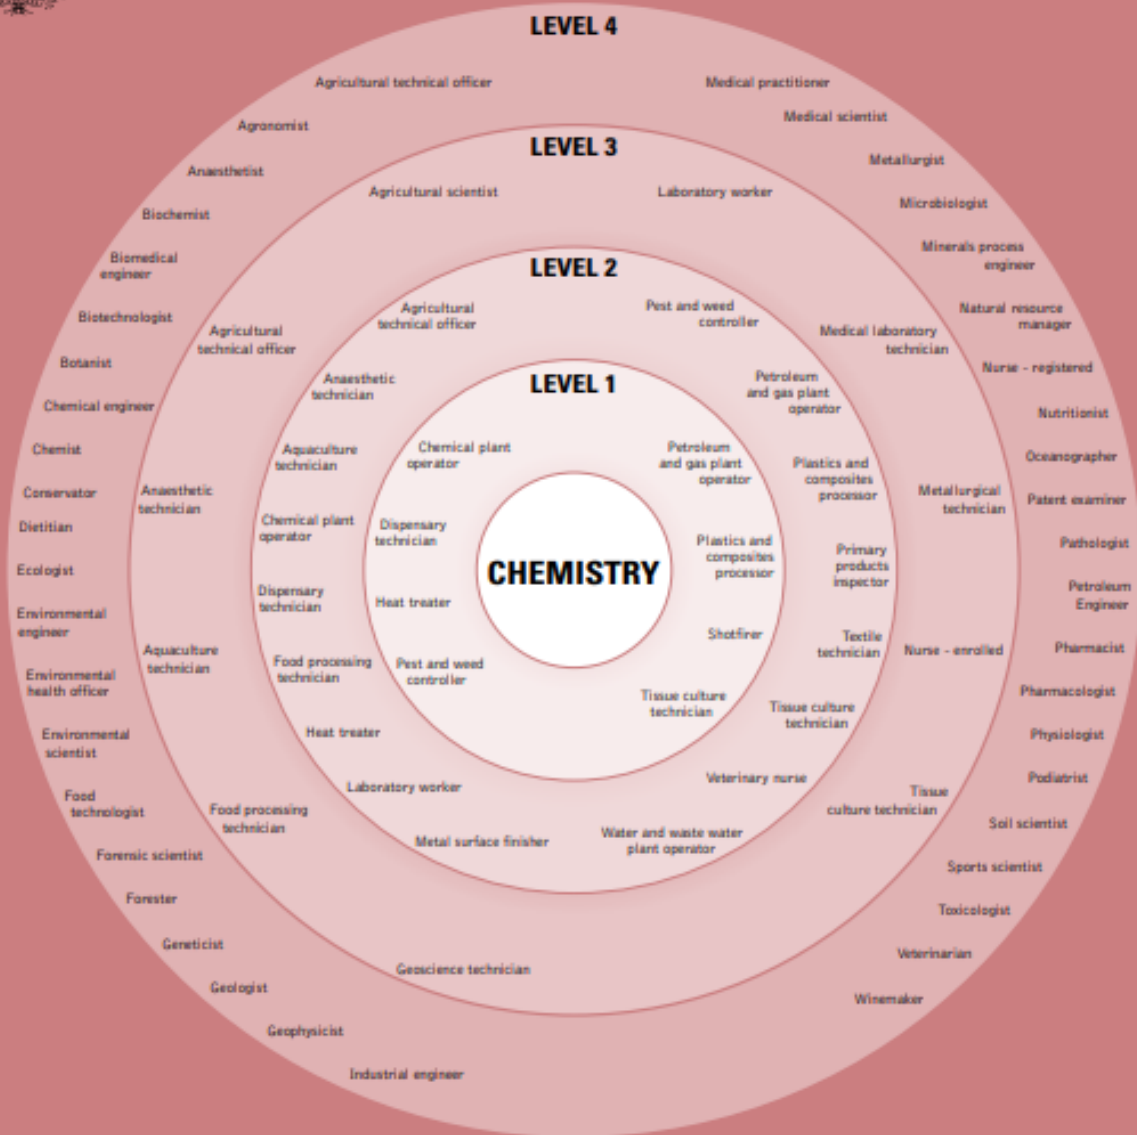 LEVEL 4
Agricultural technical officer
Agronomist
Anaesthetist
Biochemist
Biomedical
engineer
Biotechnologist
Botanist
Chemical engineer
Chemist
Conservator
Dietitian
Ecologist
Environmental
engineer
Environmental
health officer
Environmental
scientist
Food
technologist
Forensic scientist
Forester
Geneticist
Geologist
Geophysicist
Industrial engineer
Medical practitioner
Medical scientist
Metallurgist
Microbiologist
Minerals process
engineer
Natural resource
manager
Nurse - registered
Nutritionist
Oceanographer
Patent examiner
Pathologist
Petroleum
Engineer
Pharmacist
Pharmacologist
Physiologist
Podiatrist
Soil scientist
Sports scientist
Toxicologist
Veterinarian
Winemaker
LEVEL 3
Agricultural scientist
Agricultural
technical officer
Anaesthetic
technician
Aquaculture
technician
Food processing
technician
Geoscience technician
Laboratory worker
Medical laboratory
technician
Metallurgical
technician
Nurse - enrolled
Tissue
culture technician
LEVEL 2
Agricultural
technical officer
Anaesthetic
technician
Aquaculture
technician
Chemical plant
operator
Dispensary
technician
Food processing
technician
Heat treater
Laboratory worker
Metal surface finisher
Pest and weed
controller
Petroleum
and gas plant
operator
Plastics and
composites
processor
Primary
products
inspector
Textile
technician
Tissue culture
technician
Veterinary nurse
Water and waste water
plant operator
LEVEL 1
Chemical plant
operator
Dispensary
technician
Heat treater
Pest and weed
controller
Petroleum
and gas plant
operator
Plastics and
composites
processor
Shotfirer
Tissue culture
technician
CHEMISTRY